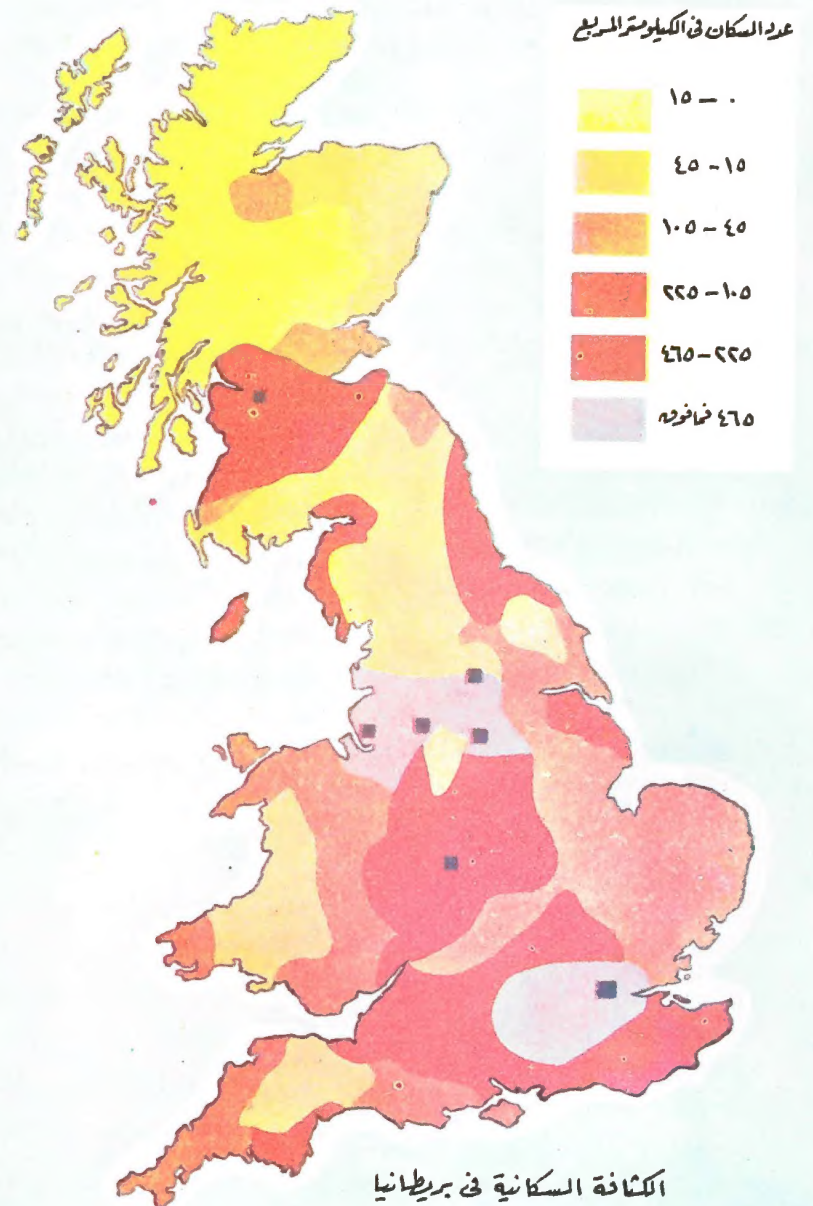 عدد السكان فى الكيلومتر المربع
٠ - ١٥
١٥ - ٤٥
٤٥ - ١٠٥
١٠٥ - ٢٢٥
٢٢٥ - ٤٦٥
٤٦٥ فما فوق
الكثافة السكانية فى بريطانيا